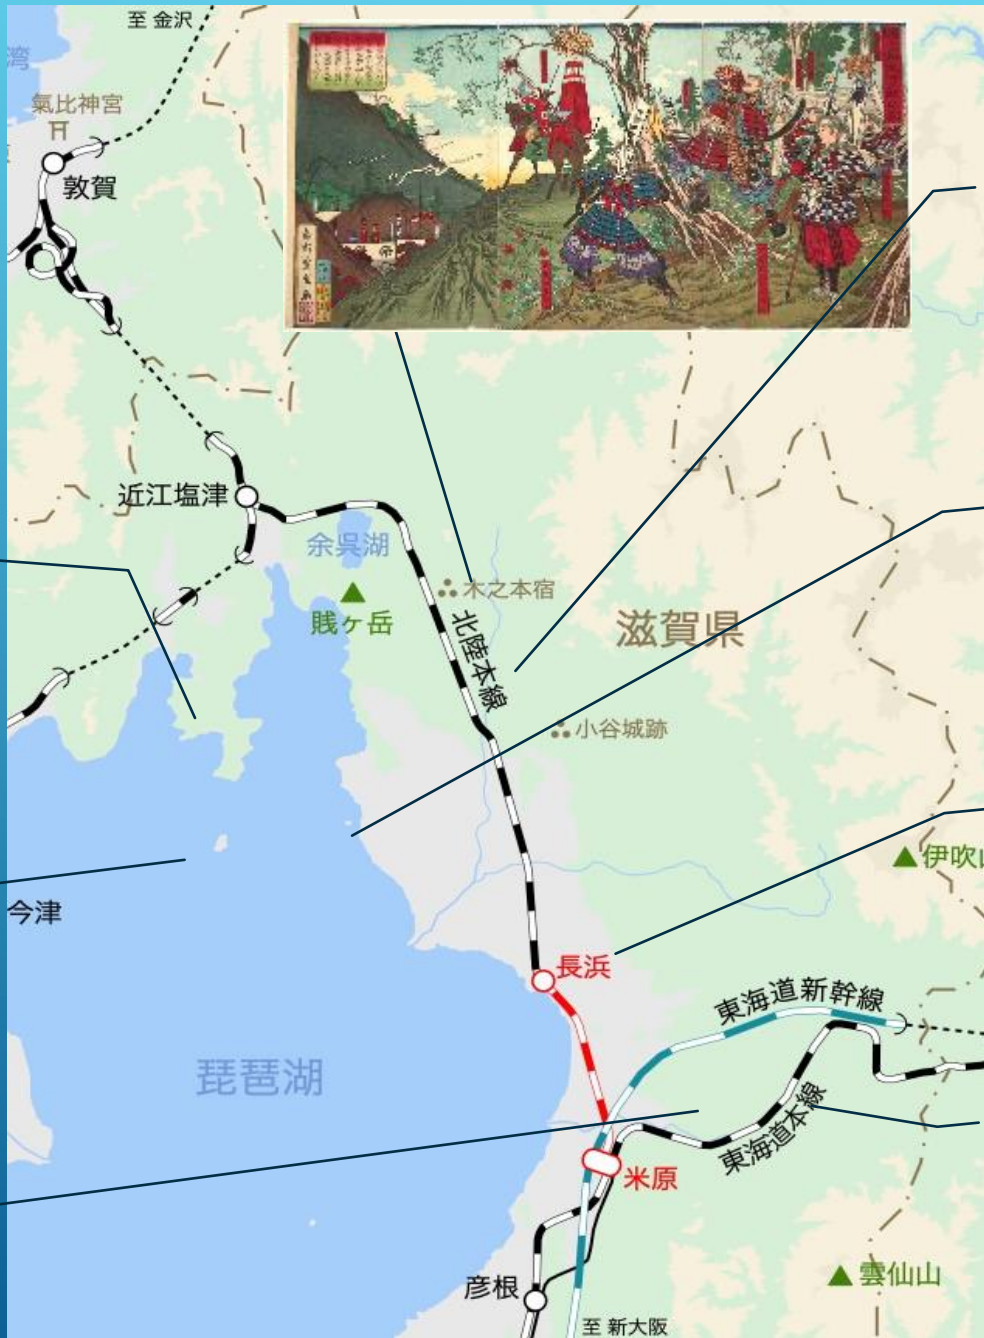 至 金沢
湾
氣比神宮
敦賀
近江塩津
余呉湖
木之本宿
賤ヶ岳
北陸本線
滋賀県
小谷城跡
伊吹山
今津
長浜
東海道新幹線
琵琶湖
東海道本線
米原
雲仙山
彦根
至 新大阪